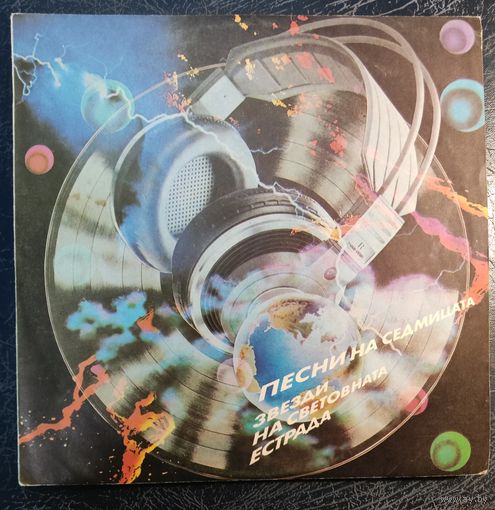 ПЕСНИ НА СЕДМИЦАТА
ЗВЕЗДИ
НА СВЕТОВНАТА
ЕСТРАДА